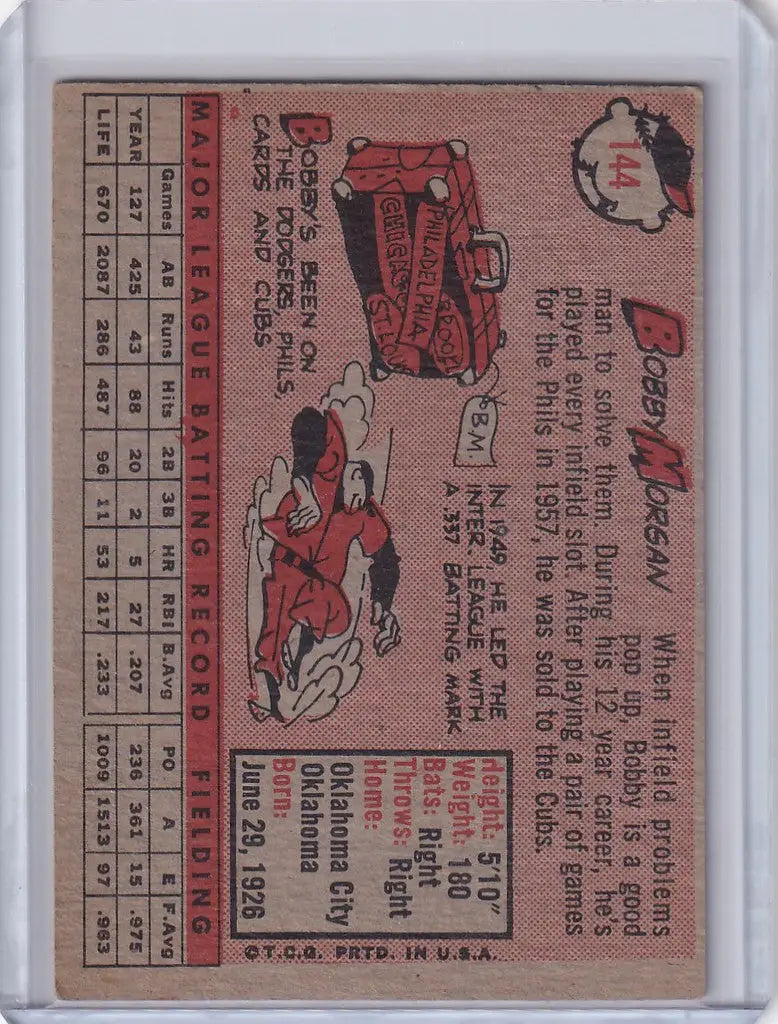 144
BOBBY MORGAN
When infield problems
pop up, Bobby is a good
man to solve them. During his 12 year career, he's
played every infield slot. After playing a pair of games
for the Phils in 1957, he was sold to the Cubs.
PHILADELPHIA
CHICAGO
ST. LOUI
B.M.
BOBBY'S BEEN ON
THE DODGERS, PHILS,
CARDS AND CUBS
IN 1949 HE LED THE
INTER. LEAGUE WITH
A .337 BATTING MARK
Height: 5'10"
Weight: 180
Bats: Right
Throws: Right
Home:
Oklahoma City
Oklahoma
Born:
June 29, 1926
©T.C.G. PRTD. IN U.S.A.
MAJOR LEAGUE BATTING RECORD FIELDING
Games AB Runs Hits 2B 3B HR RBI B.Avg PO A E F.Avg
YEAR 127 425 43 88 20 2 5 27 .207 236 361 15 .975
LIFE 670 2087 286 487 96 11 53 217 .233 1009 1513 97 .963